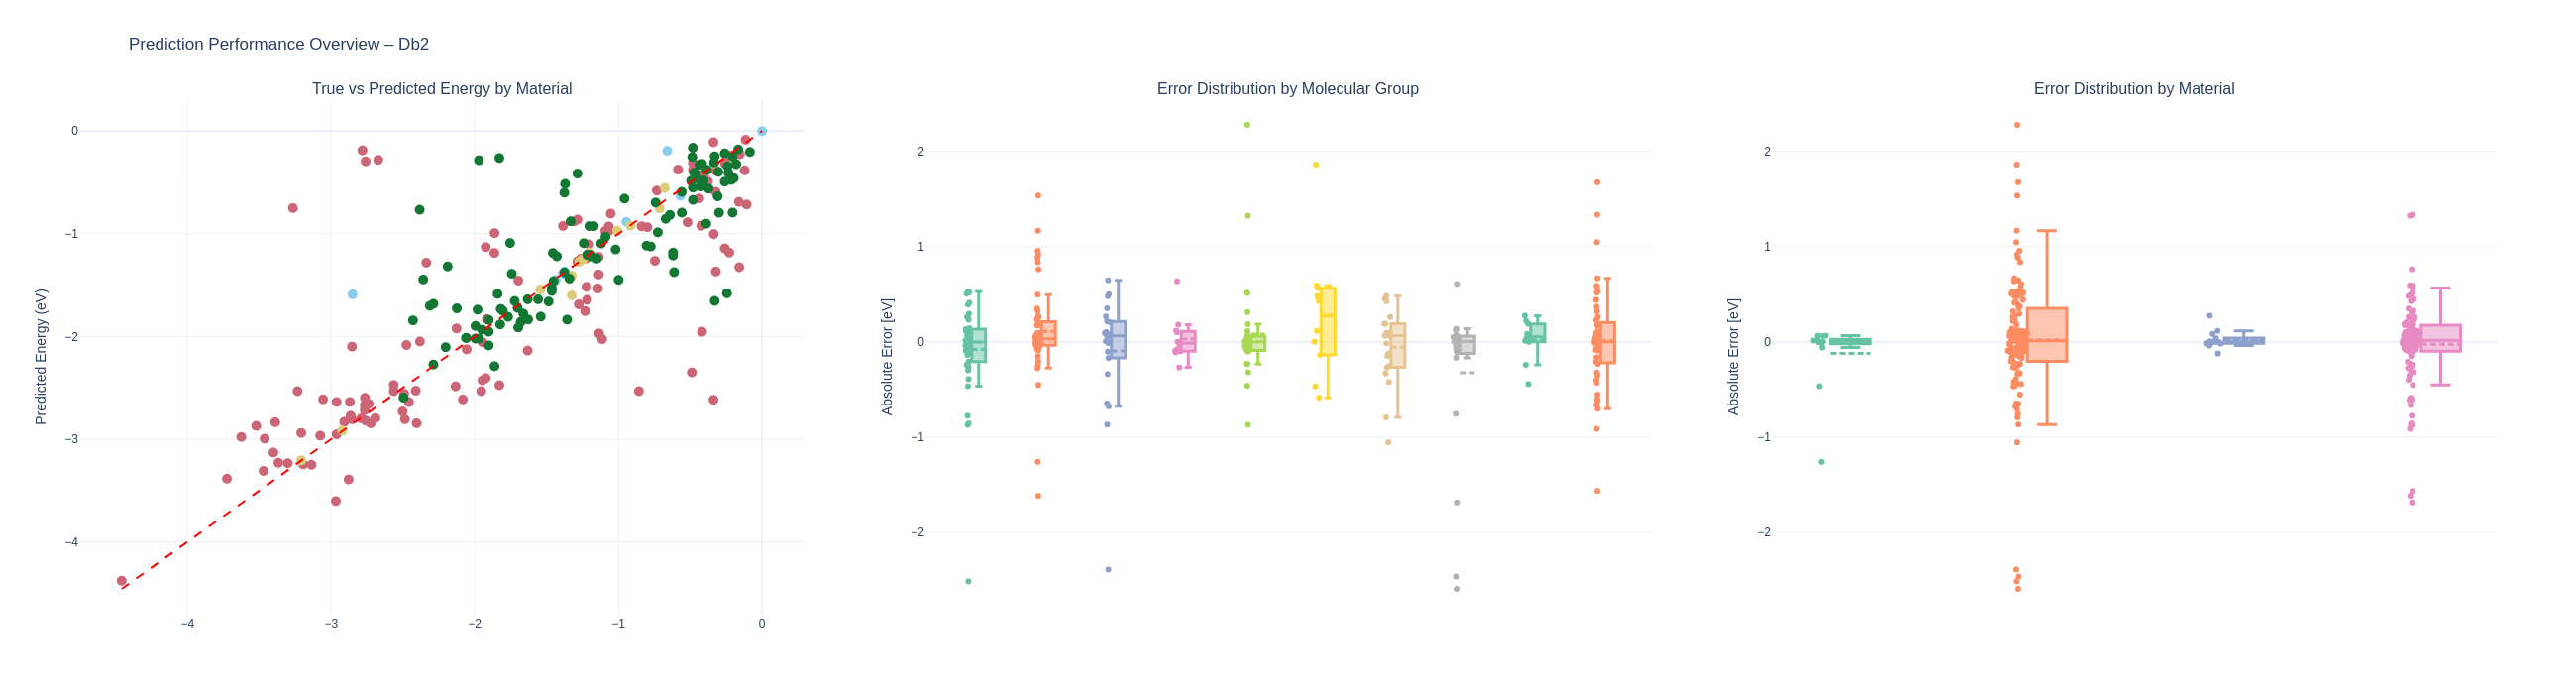 Prediction Performance Overview – Db2
True vs Predicted Energy by Material
Error Distribution by Molecular Group
Error Distribution by Material
Predicted Energy (eV)
0
−1
−2
−3
−4
−4
−3
−2
−1
0
Absolute Error [eV]
2
1
0
−1
−2
Absolute Error [eV]
2
1
0
−1
−2